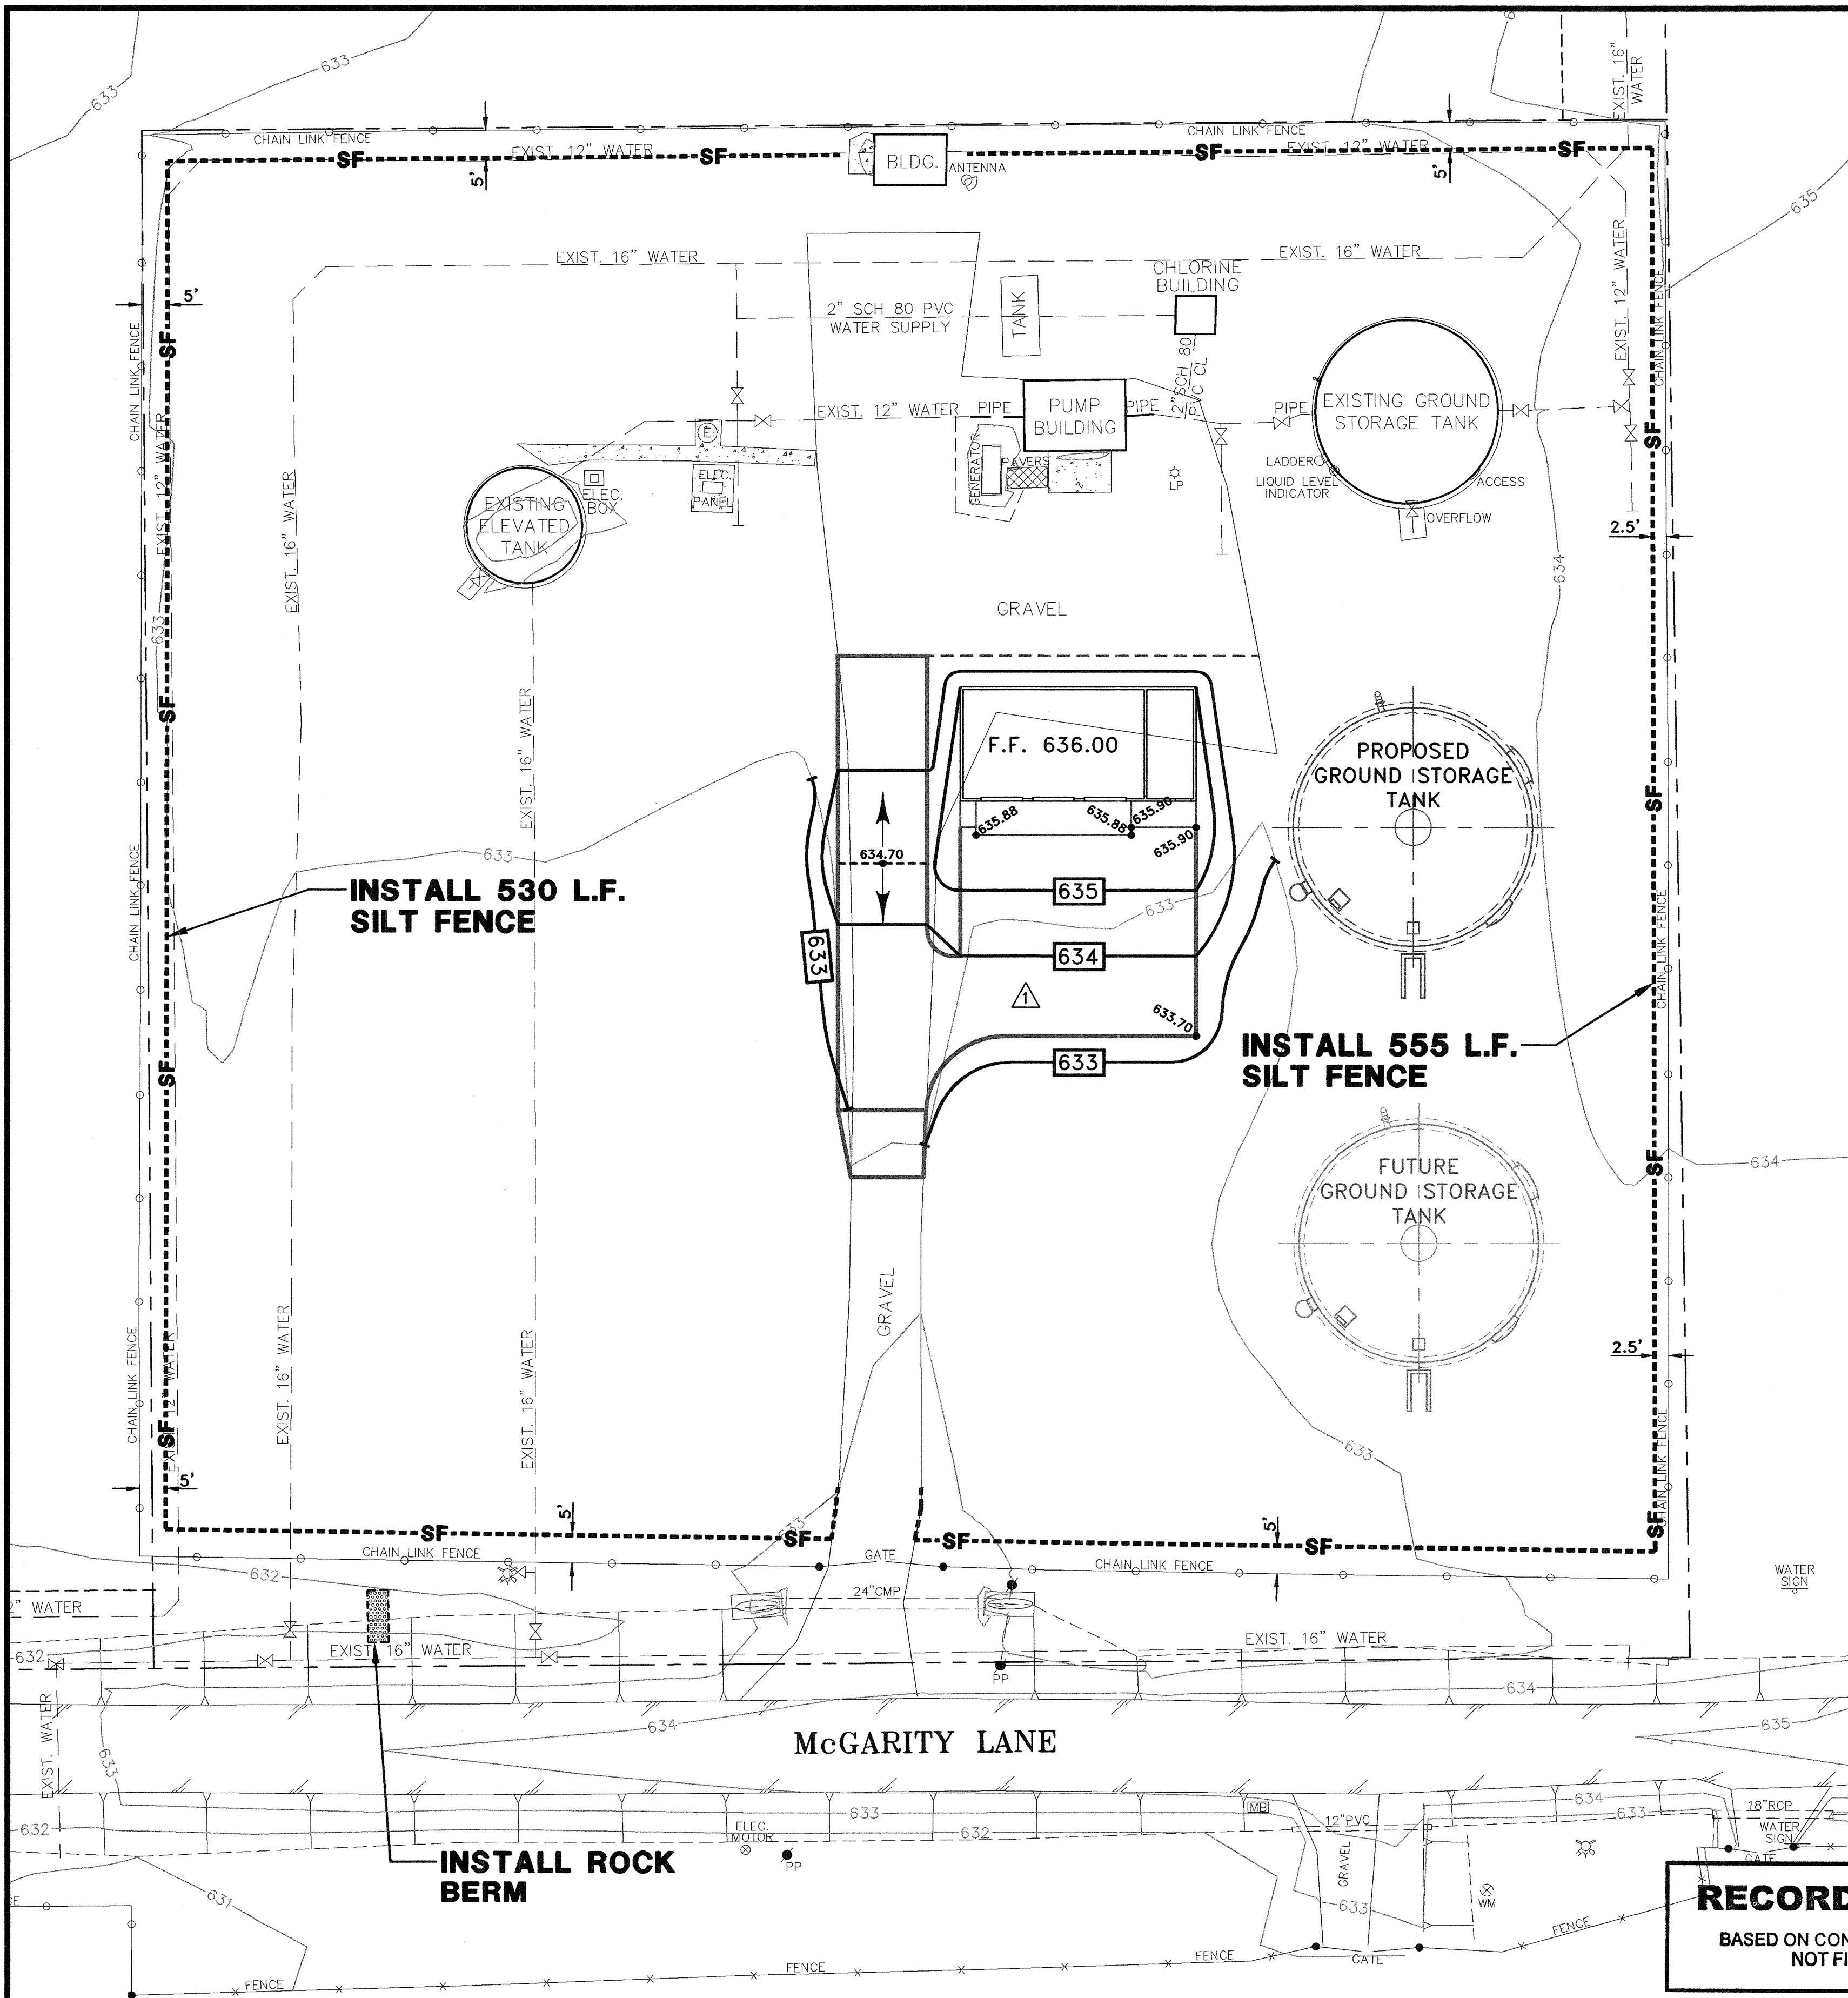 633
633
EXIST. 16"
WATER
CHAIN LINK FENCE
CHAIN LINK FENCE
SF
EXIST. 12" WATER
SF
BLDG.
ANTENNA
SF
EXIST. 12" WATER
SF
5'
5'
635
EXIST. 16" WATER
EXIST. 16" WATER
EXIST. 12" WATER
CHAIN LINK FENCE
5'
CHLORINE
BUILDING
2" SCH 80 PVC
WATER SUPPLY
TANK
2" SCH 80
PVC CL
SF
CHAIN LINK FENCE
EXIST. 12" WATER
EXIST. 12" WATER
PIPE
PUMP
BUILDING
PIPE
PIPE
EXISTING GROUND
STORAGE TANK
SF
E
GENERATOR
PAVERS
LP
LADDER
LIQUID LEVEL
INDICATOR
ACCESS
OVERFLOW
ELEC.
PANEL
ELEC.
BOX
EXISTING
ELEVATED
TANK
EXIST. 16" WATER
2.5'
634
633
GRAVEL
SF
EXIST. 16" WATER
F.F. 636.00
PROPOSED
GROUND STORAGE
TANK
SF
635.88
635.88
635.90
635.90
634.70
633
635
633
CHAIN LINK FENCE
INSTALL 530 L.F.
SILT FENCE
633
634
CHAIN LINK FENCE
1
633.70
633
INSTALL 555 L.F.
SILT FENCE
SF
SF
634
FUTURE
GROUND STORAGE
TANK
GRAVEL
EXIST. 16" WATER
EXIST. 16" WATER
CHAIN LINK FENCE
EXIST. 12" WATER
2.5'
SF
633
CHAIN LINK FENCE
5'
SF
5'
633
SF
SF
5'
SF
SF
CHAIN LINK FENCE
GATE
CHAIN LINK FENCE
632
24"CMP
WATER
SIGN
2" WATER
EXIST. 16" WATER
EXIST. 16" WATER
632
PP
634
EXIST. WATER
633
634
McGARITY LANE
635
633
632
632
ELEC.
MOTOR
PP
MB
12"PVC
634
633
18"RCP
WATER
SIGN
GATE
GRAVEL
WM
633
INSTALL ROCK
BERM
631
FENCE
FENCE
FENCE
FENCE
GATE
RECORD
BASED ON CON
NOT FI